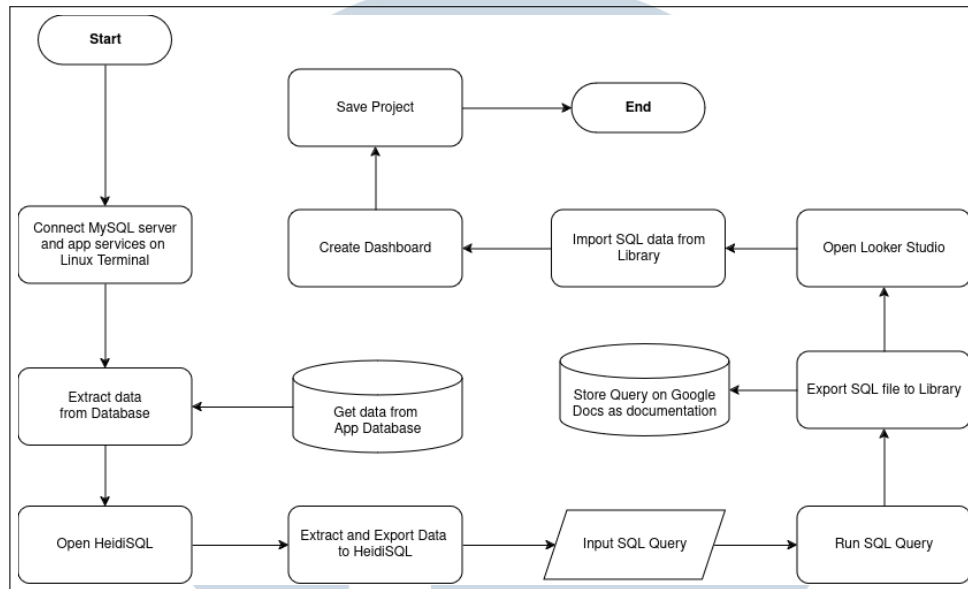 Start
Save Project
End
Connect MySQL server
and app services on
Linux Terminal
Create Dashboard
Import SQL data from
Library
Open Looker Studio
Extract data
from Database
Get data from
App Database
Store Query on Google
Docs as documentation
Export SQL file to Library
Open HeidiSQL
Extract and Export Data
to HeidiSQL
Input SQL Query
Run SQL Query